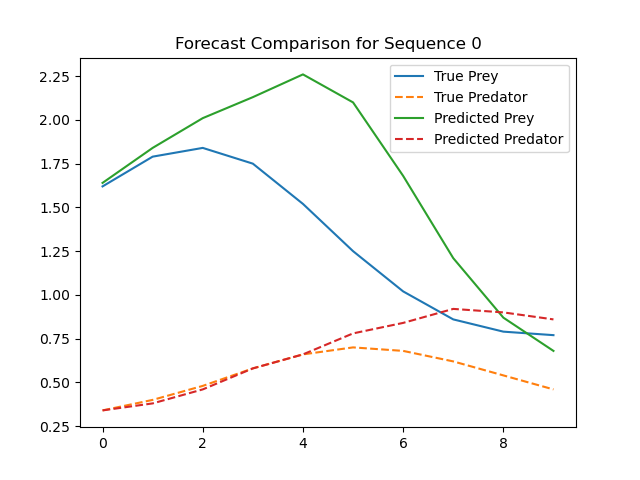 Forecast Comparison for Sequence 0
True Prey
True Predator
Predicted Prey
Predicted Predator
2.25
2.00
1.75
1.50
1.25
1.00
0.75
0.50
0.25
0 2 4 6 8